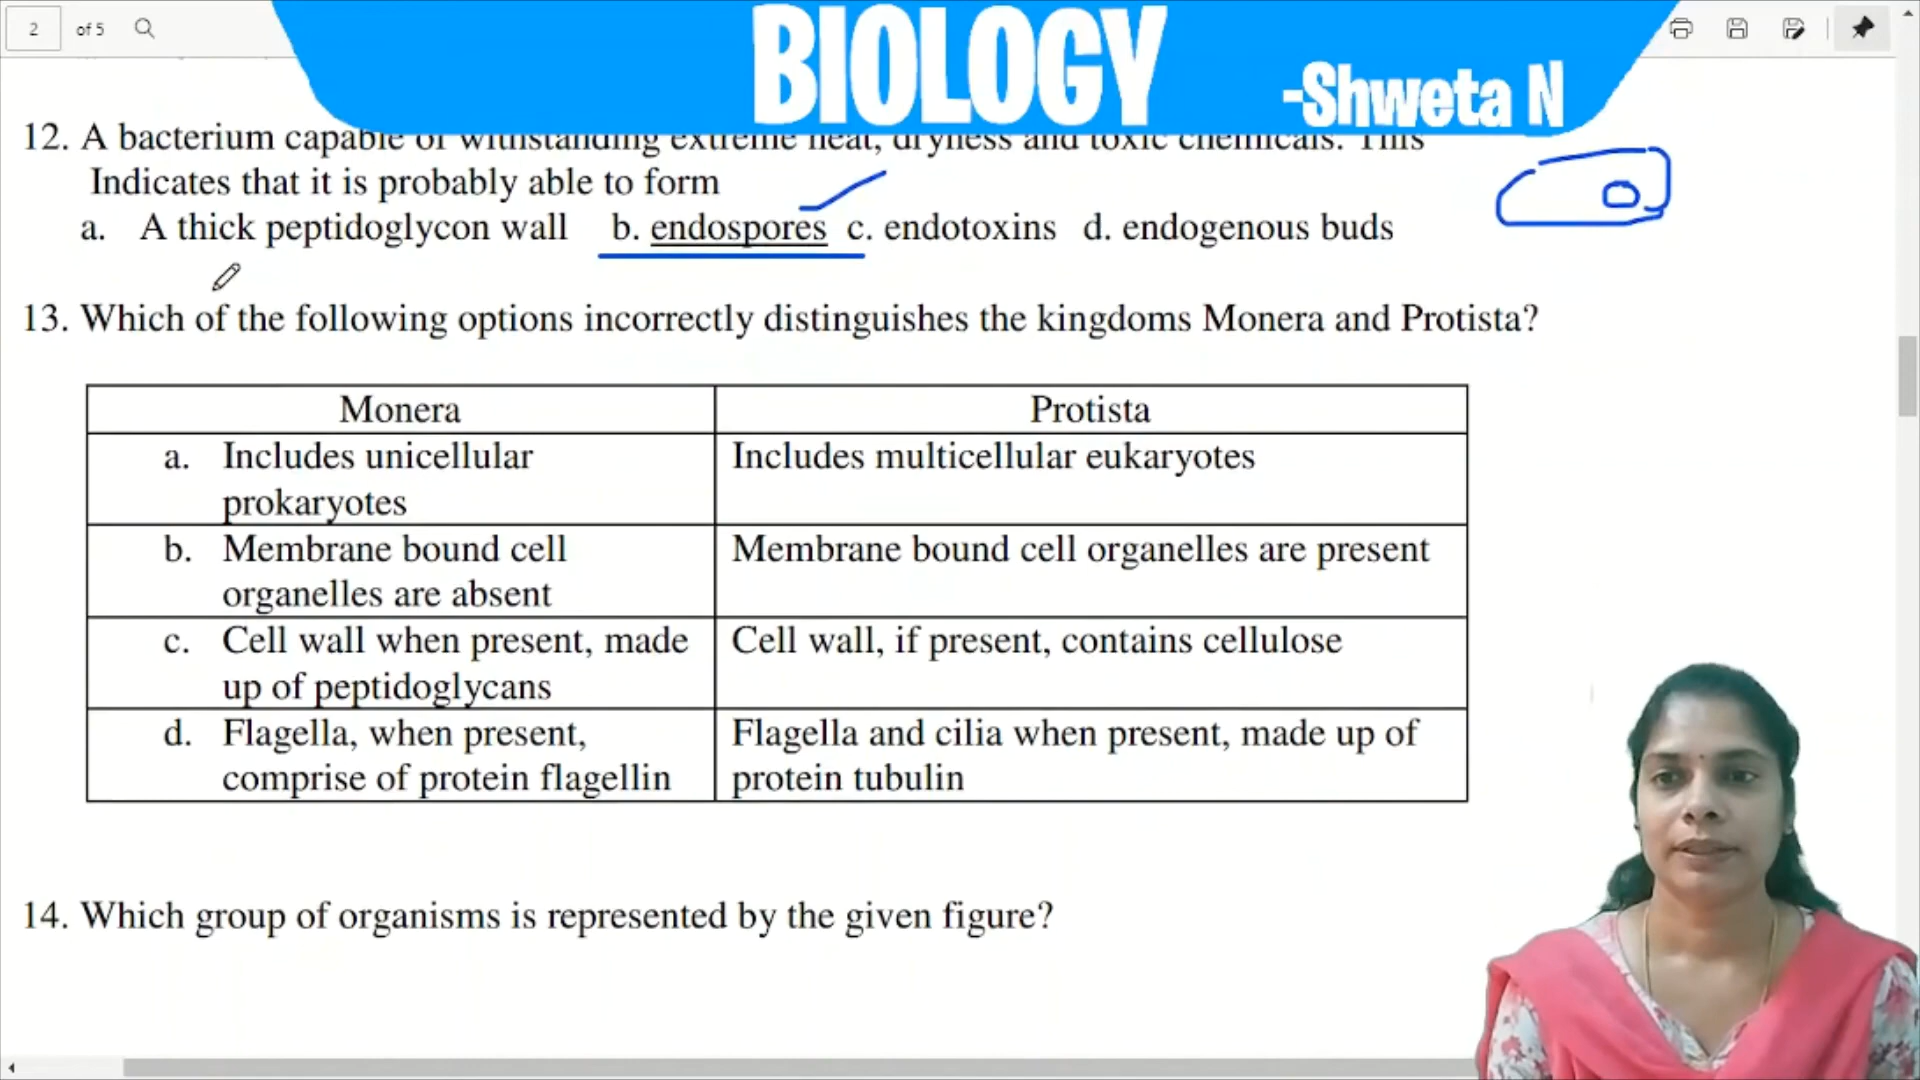 2 of 5
BIOLOGY
-Shweta N
12. A bacterium capable of withstanding extreme heat, dryness and toxic chemicals. This
Indicates that it is probably able to form
a. A thick peptidoglycon wall b. endospores c. endotoxins d. endogenous buds
13. Which of the following options incorrectly distinguishes the kingdoms Monera and Protista?
Monera Protista
a. Includes unicellular Includes multicellular eukaryotes
prokaryotes
b. Membrane bound cell Membrane bound cell organelles are present
organelles are absent
c. Cell wall when present, made Cell wall, if present, contains cellulose
up of peptidoglycans
d. Flagella, when present, Flagella and cilia when present, made up of
comprise of protein flagellin protein tubulin
14. Which group of organisms is represented by the given figure?